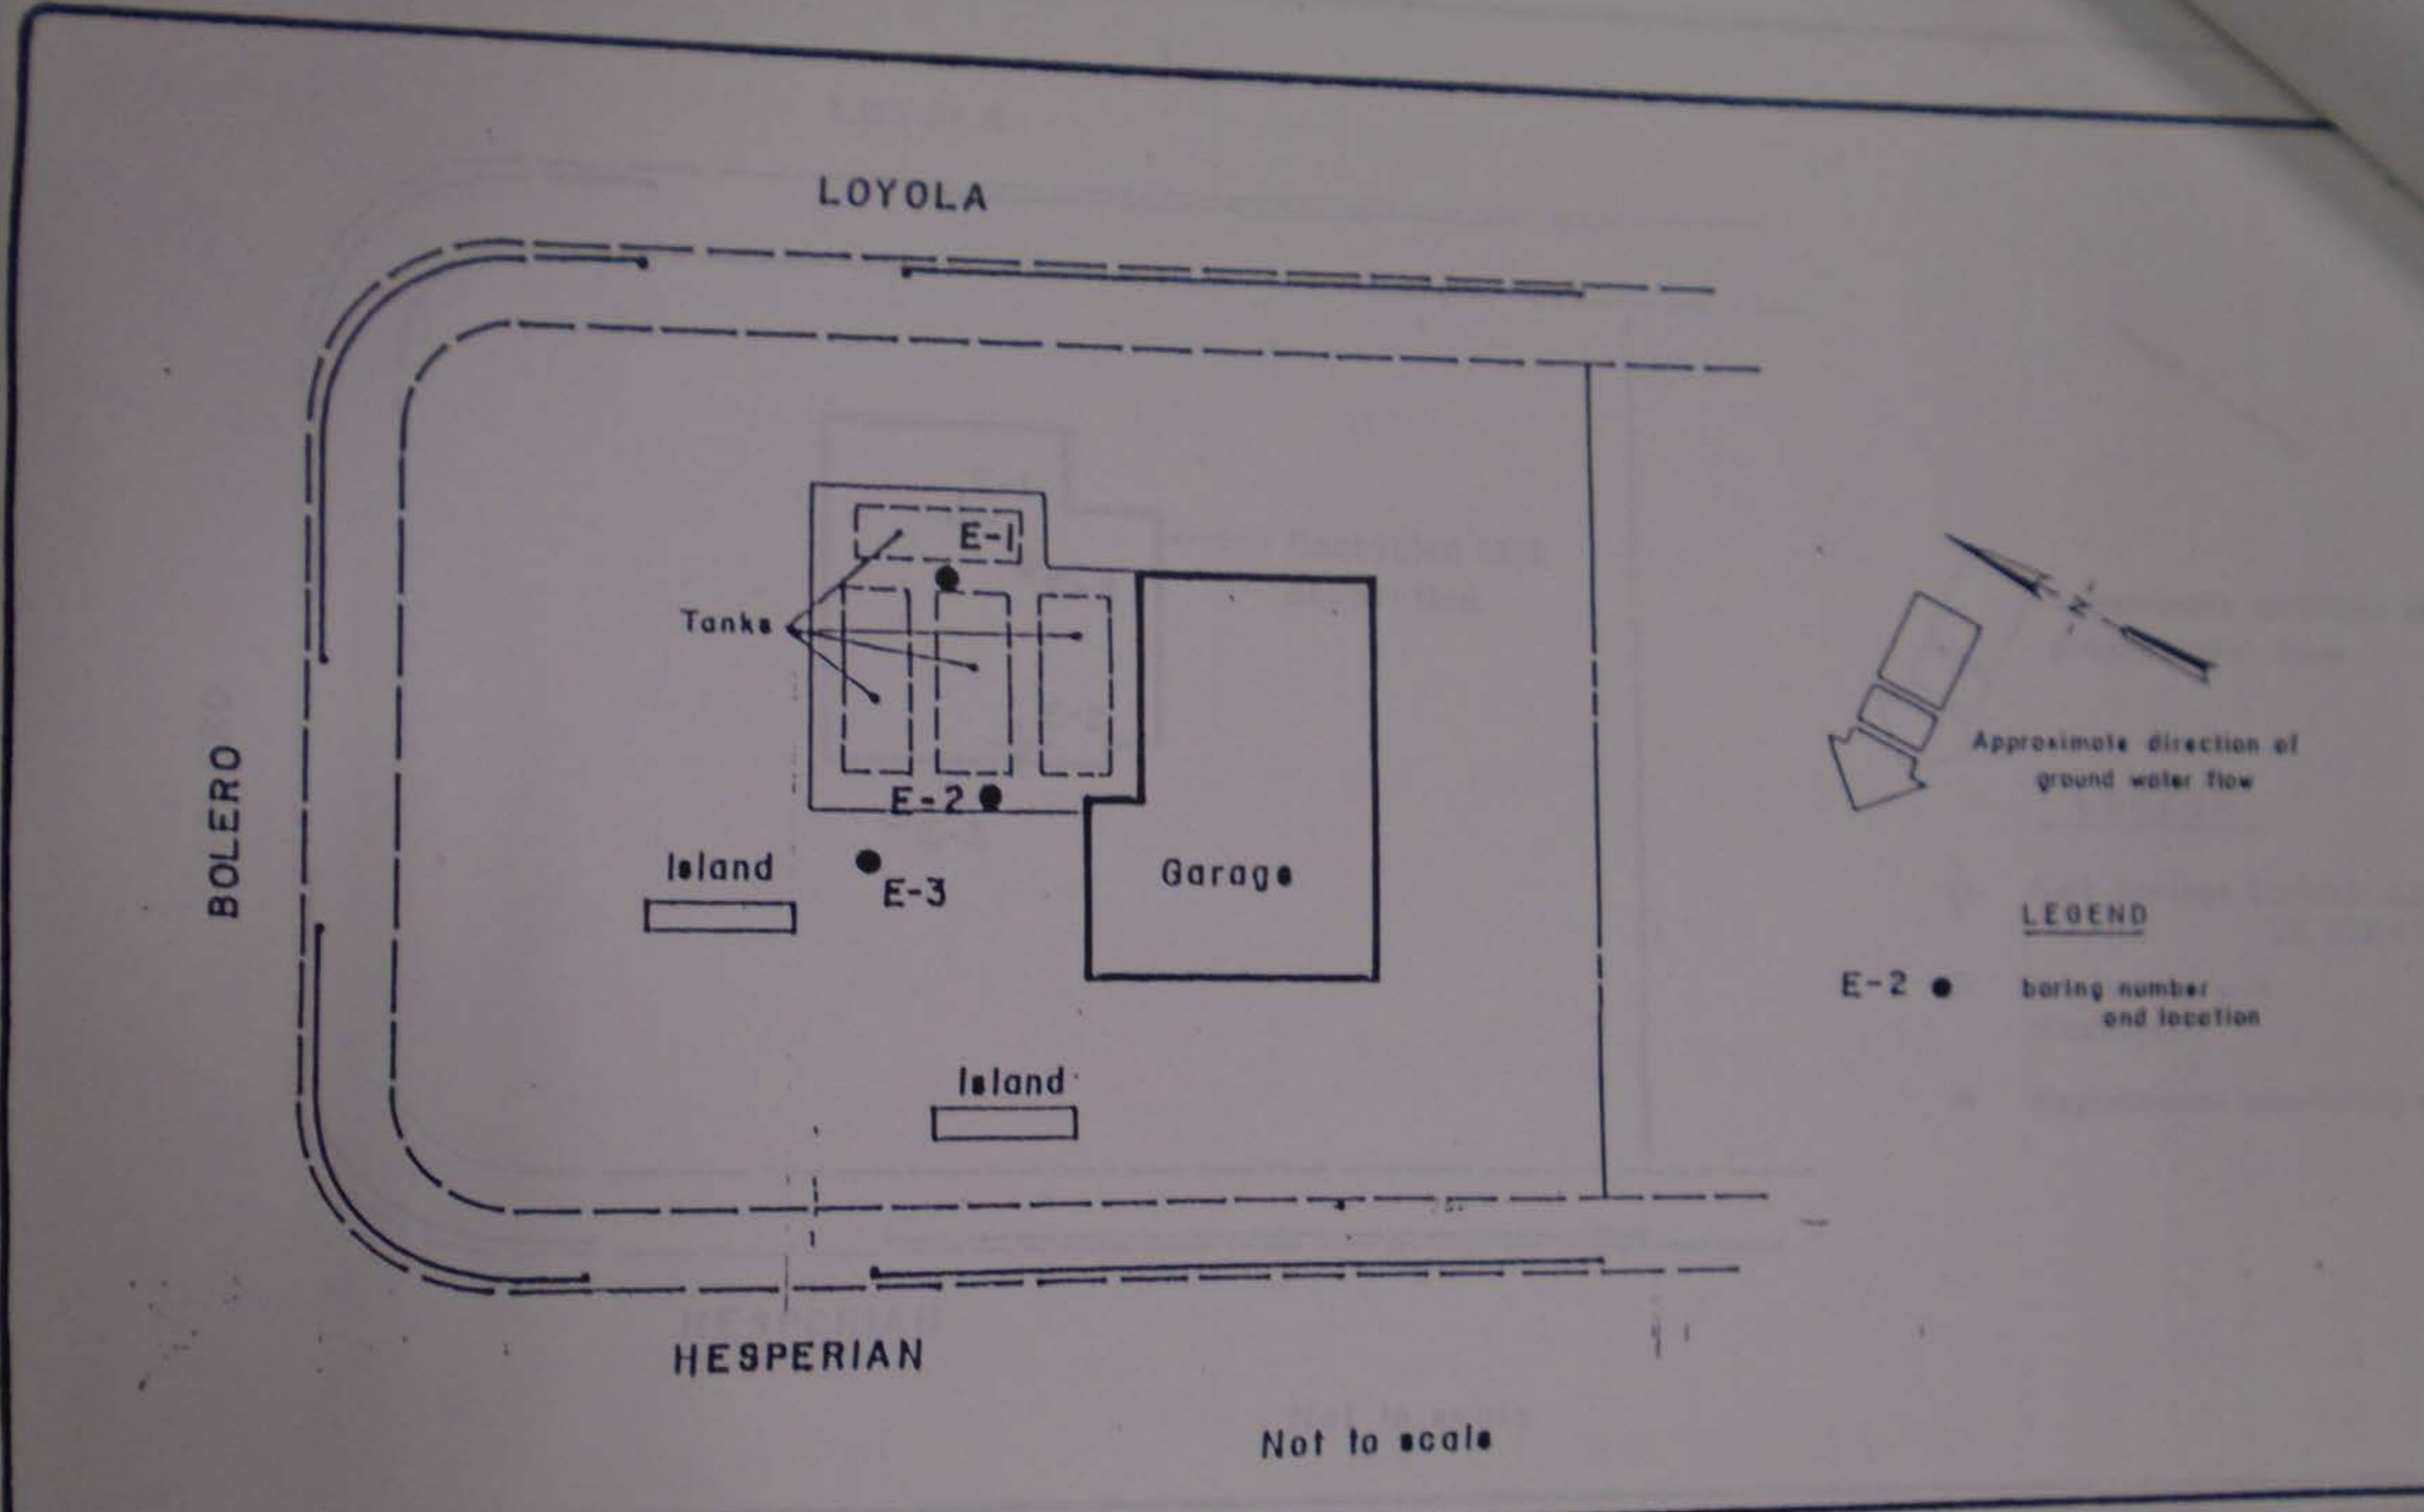 LOYOLA
E-1
Tanks
-N-
BOLERO
E-2
Approximate direction of
ground water flow
Island
E-3
Garage
LEGEND
E-2
boring number
and location
Island
HESPERIAN
Not to scale